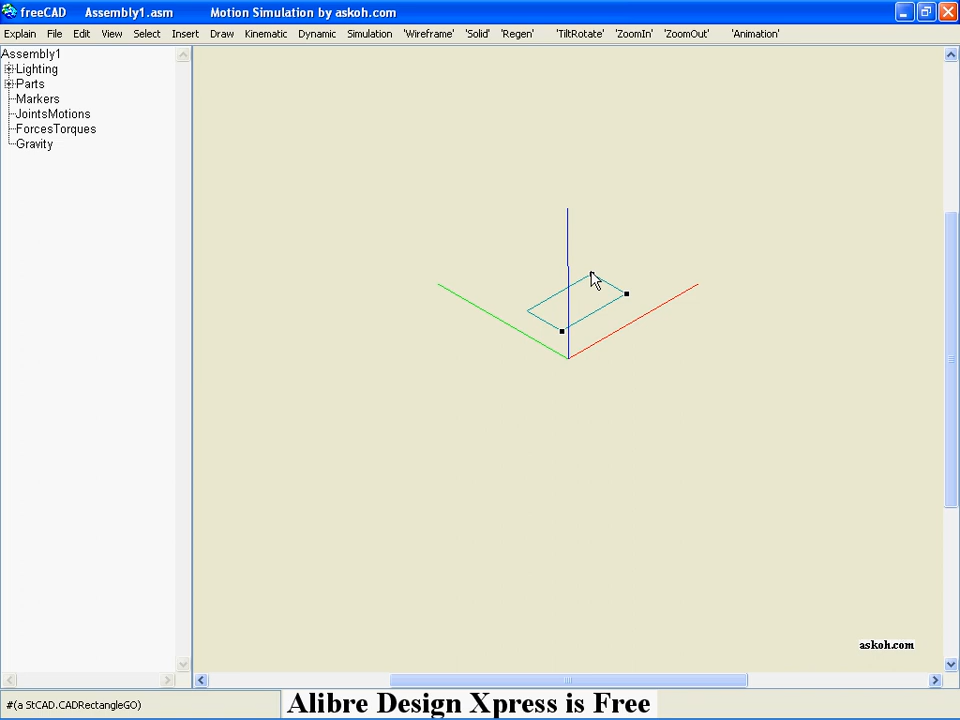 freeCAD Assembly1.asm Motion Simulation by askoh.com
Explain File Edit View Select Insert Draw Kinematic Dynamic Simulation 'Wireframe' 'Solid' 'Regen' 'TiltRotate' 'ZoomIn' 'ZoomOut' 'Animation'
Assembly1
Lighting
Parts
Markers
JointsMotions
ForcesTorques
Gravity
askoh.com
#(a StCAD.CADRectangleGO)
Alibre Design Xpress is Free